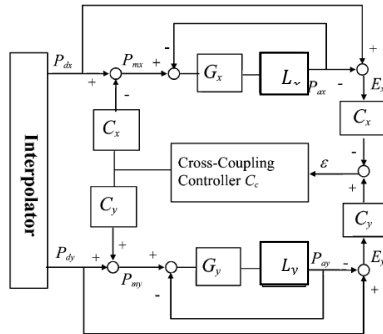 P_dx
P_mx
G_x
L_x
P_ax
E_x
C_x
C_x
Interpolator
Cross-Coupling
Controller C_c
ε
C_y
C_y
P_dy
P_my
G_y
L_y
P_ay
E_y
+
-
+
-
+
-
+
-
-
+
+
+
+
-
-
+